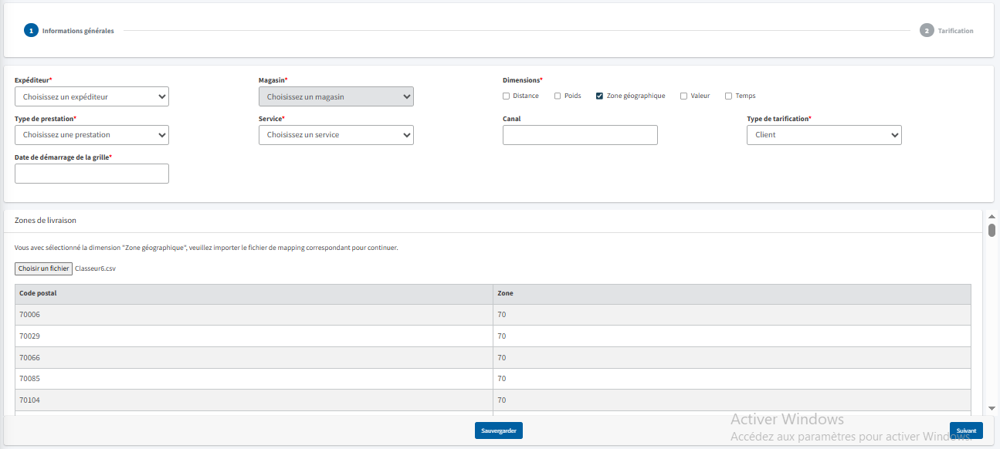 1 Informations générales
2 Tarification
Expéditeur* Magasin* Dimensions*
Choisissez un expéditeur Choisissez un magasin Distance Poids Zone géographique Valeur Temps
Type de prestation* Service* Canal Type de tarification*
Choisissez une prestation Choisissez un service Client
Date de démarrage de la grille*
Zones de livraison
Vous avec sélectionné la dimension "Zone géographique", veuillez importer le fichier de mapping correspondant pour continuer.
Choisir un fichier Classeur6.csv
Code postal Zone
70006 70
70029 70
70066 70
70085 70
70104 70
Activer Windows
Sauvergarder Suivant
Accédez aux paramètres pour activer Windows.